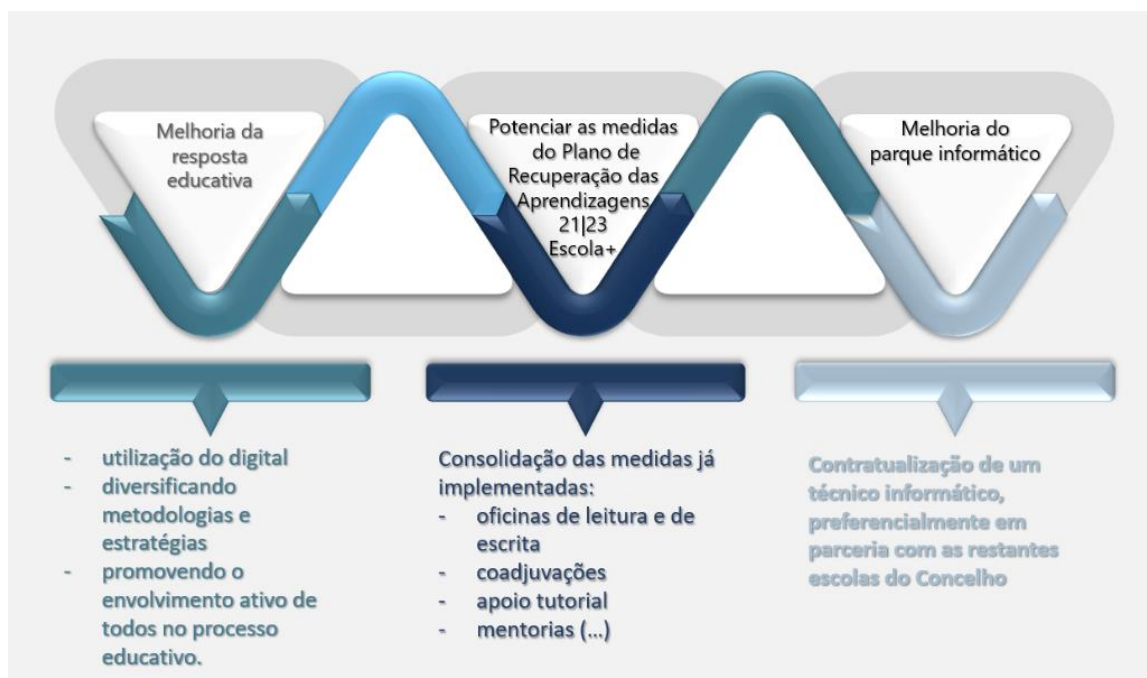 Melhoria da
resposta
educativa
Potenciar as medidas
do Plano de
Recuperação das
Aprendizagens
21|23
Escola+
Melhoria do
parque informático
- utilização do digital
- diversificando
metodologias e
estratégias
- promovendo o
envolvimento ativo de
todos no processo
educativo.
Consolidação das medidas já
implementadas:
- oficinas de leitura e de
escrita
- coadjuvações
- apoio tutorial
- mentorias (...)
Contratualização de um
técnico informático,
preferencialmente em
parceria com as restantes
escolas do Concelho